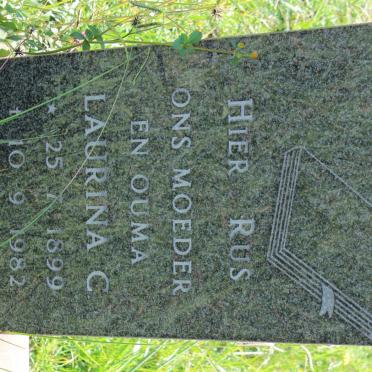 HIER RUS
ONS MOEDER
EN OUMA
LAURINA C
* 25 7 1899
† 10 9 1982